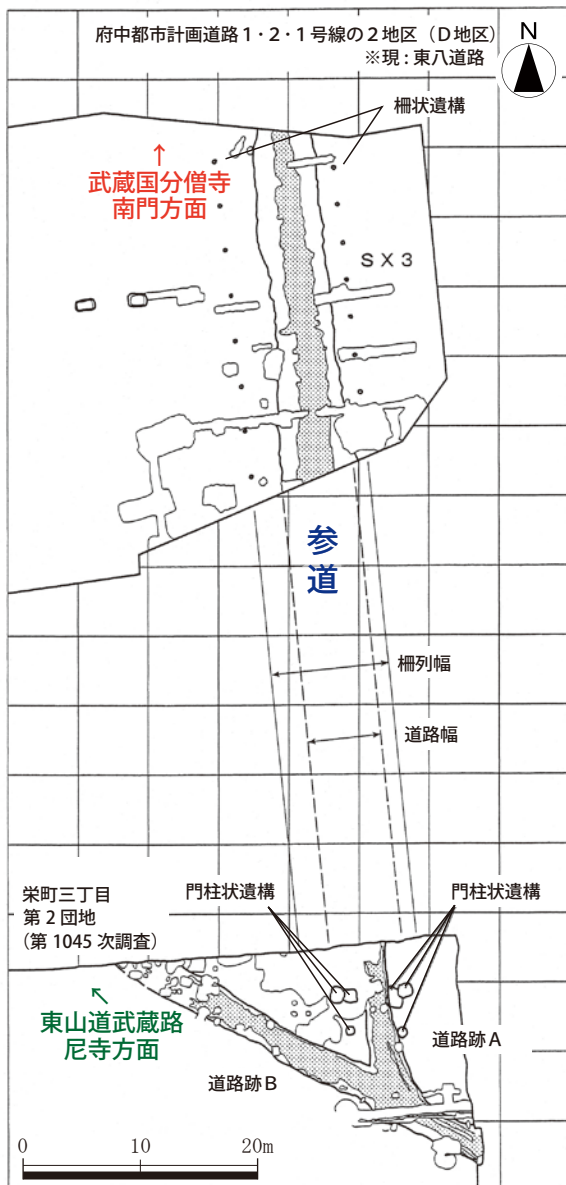 府中都市計画道路1・2・1号線の2地区（D地区）
※現：東八道路
N
柵状遺構
↑
武蔵国分僧寺
南門方面
SX3
参
道
柵列幅
道路幅
栄町三丁目
第2団地
（第1045次調査）
門柱状遺構
門柱状遺構
↖
東山道武蔵路
尼寺方面
道路跡A
道路跡B
0 10 20m